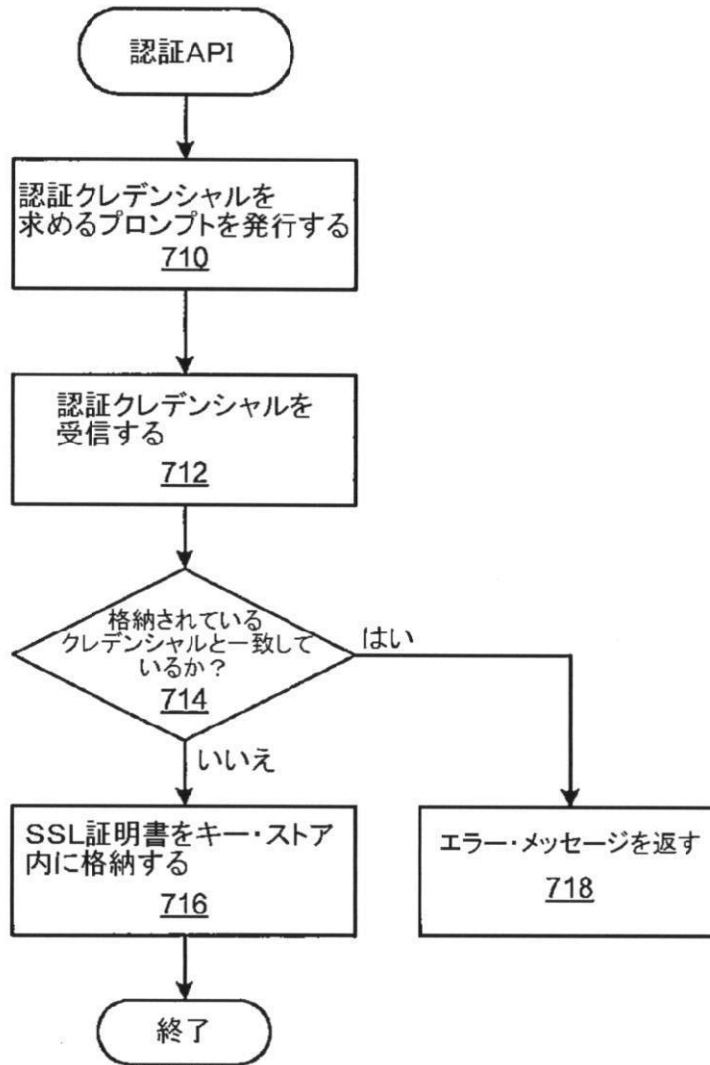 認証API
認証クレデンシャルを
求めるプロンプトを発行する
710
認証クレデンシャルを
受信する
712
格納されている
クレデンシャルと一致して
いるか？
714
はい
いいえ
SSL証明書をキー・ストア
内に格納する
716
エラー・メッセージを返す
718
終了